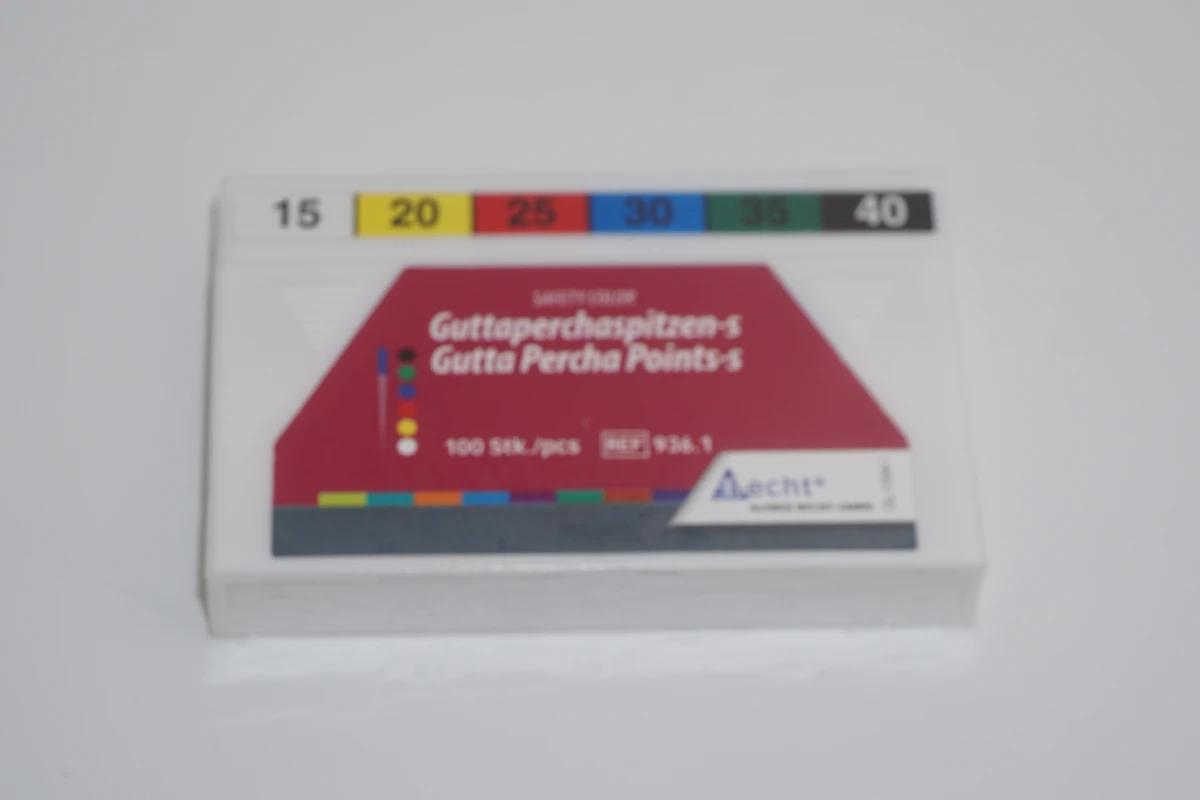 15 20 25 30 35 40
SAFETY COLOR
Guttaperchaspitzen-s
Gutta Percha Points-s
100 Stk./pcs REF 936.1
aecht®